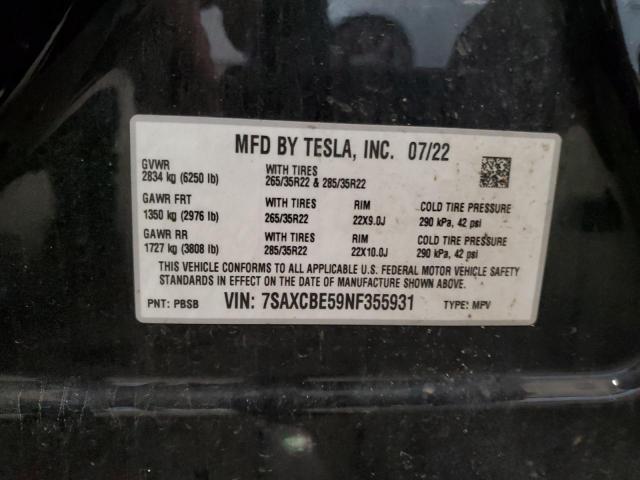 MFD BY TESLA, INC. 07/22
GVWR
2834 kg (6250 lb)
WITH TIRES
265/35R22 & 285/35R22
GAWR FRT
1350 kg (2976 lb)
WITH TIRES
265/35R22
RIM
22X9.0J
COLD TIRE PRESSURE
290 kPa, 42 psi
GAWR RR
1727 kg (3808 lb)
WITH TIRES
285/35R22
RIM
22X10.0J
COLD TIRE PRESSURE
290 kPa, 42 psi
THIS VEHICLE CONFORMS TO ALL APPLICABLE U.S. FEDERAL MOTOR VEHICLE SAFETY
STANDARDS IN EFFECT ON THE DATE OF MANUFACTURE SHOWN ABOVE.
PNT: PBSB VIN: 7SAXCBE59NF355931 TYPE: MPV